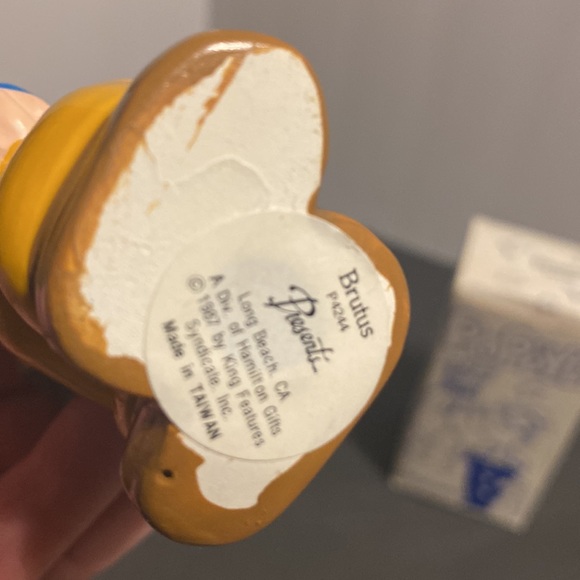 Brutus
P4244
Presents
Long Beach, CA
A Div. of Hamilton Gifts
© 1987 by King Features
Syndicate, Inc.
Made in TAIWAN